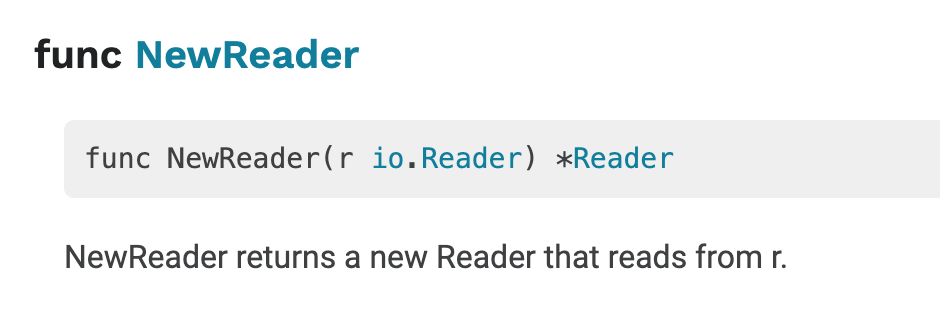 func NewReader
func NewReader(r io.Reader) *Reader
NewReader returns a new Reader that reads from r.